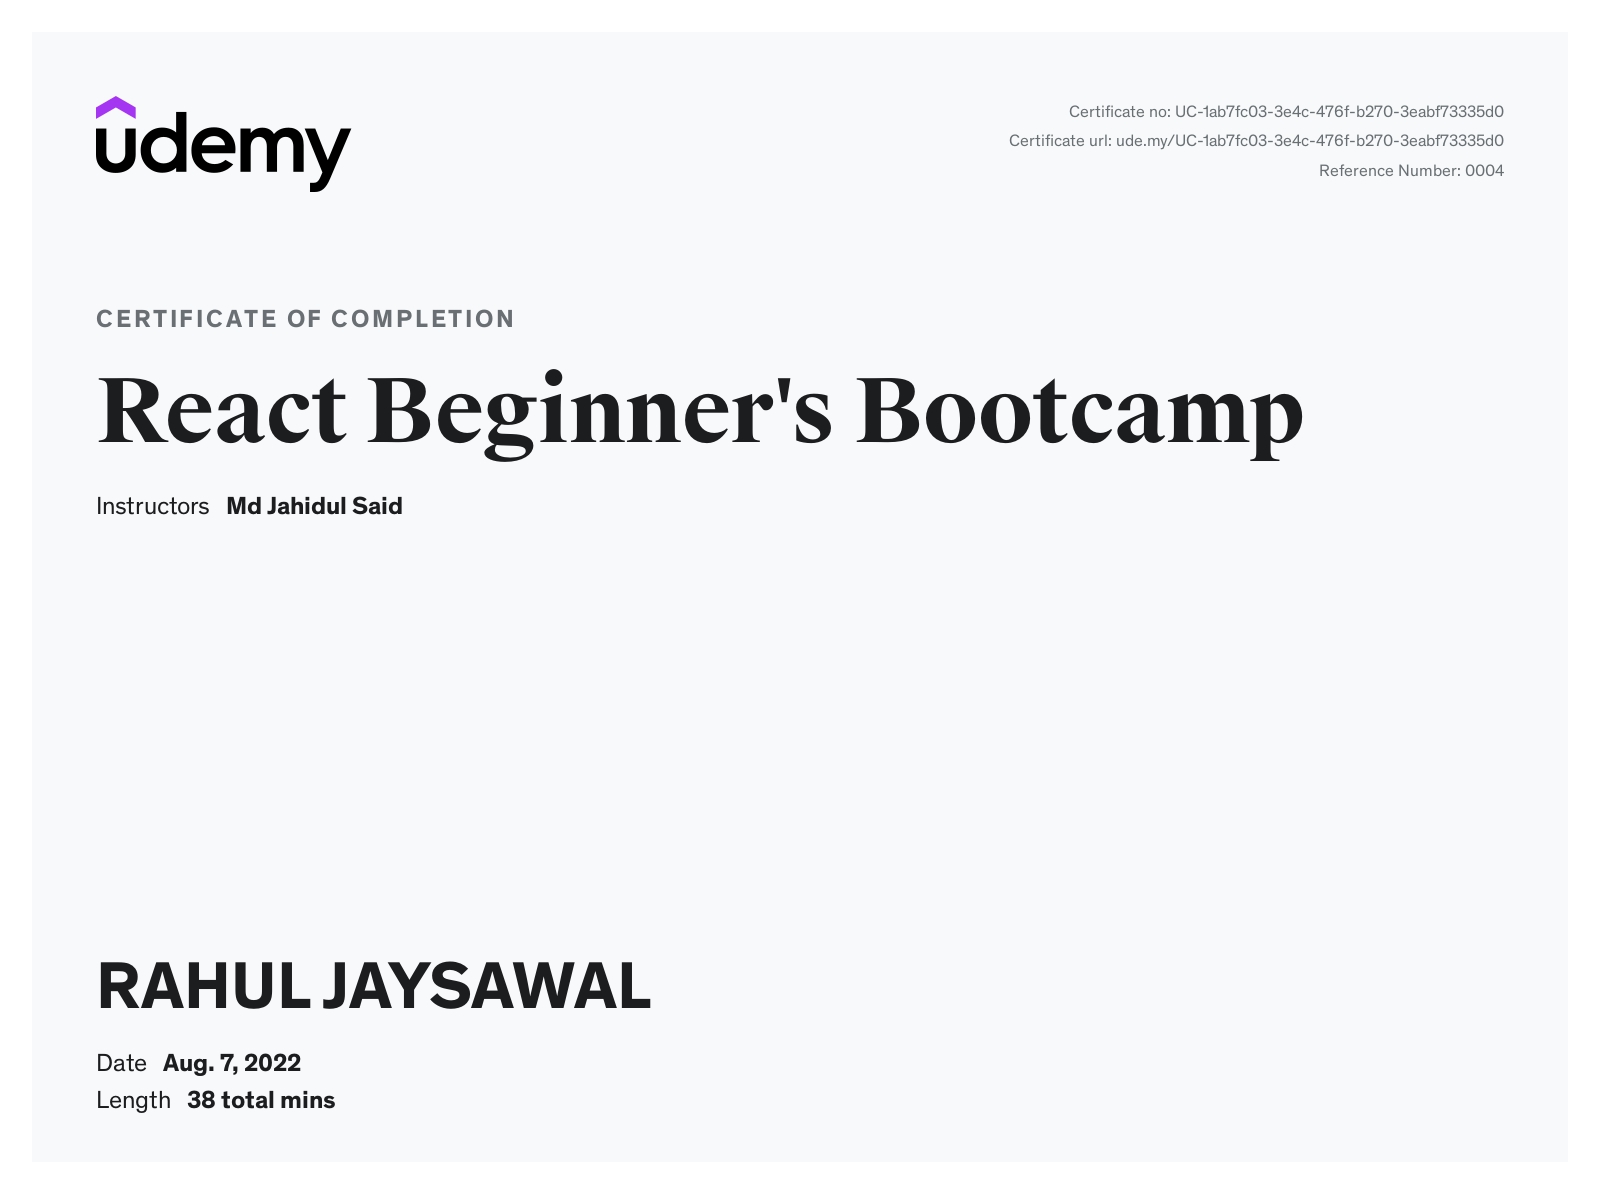 udemy
Certificate no: UC-1ab7fc03-3e4c-476f-b270-3eabf73335d0
Certificate url: ude.my/UC-1ab7fc03-3e4c-476f-b270-3eabf73335d0
Reference Number: 0004
CERTIFICATE OF COMPLETION
React Beginner's Bootcamp
Instructors Md Jahidul Said
RAHUL JAYSAWAL
Date Aug. 7, 2022
Length 38 total mins